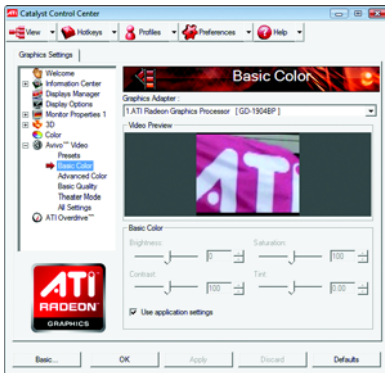 Catalyst Control Center
View Hotkeys Profiles Preferences Help
Graphics Settings
Welcome
Information Center
Displays Manager
Display Options
Monitor Properties 1
3D
Color
Avivo™ Video
Presets
Basic Color
Advanced Color
Basic Quality
Theater Mode
All Settings
ATI Overdrive™
ATI
RADEON
GRAPHICS
Basic Color
Graphics Adapter :
1.ATI Radeon Graphics Processor [ GD-1904BP ]
Video Preview
ATI
Basic Color
Brightness: Saturation:
0 100
Contrast: Tint:
100 0.00
Use application settings
Basic... OK Apply Discard Defaults